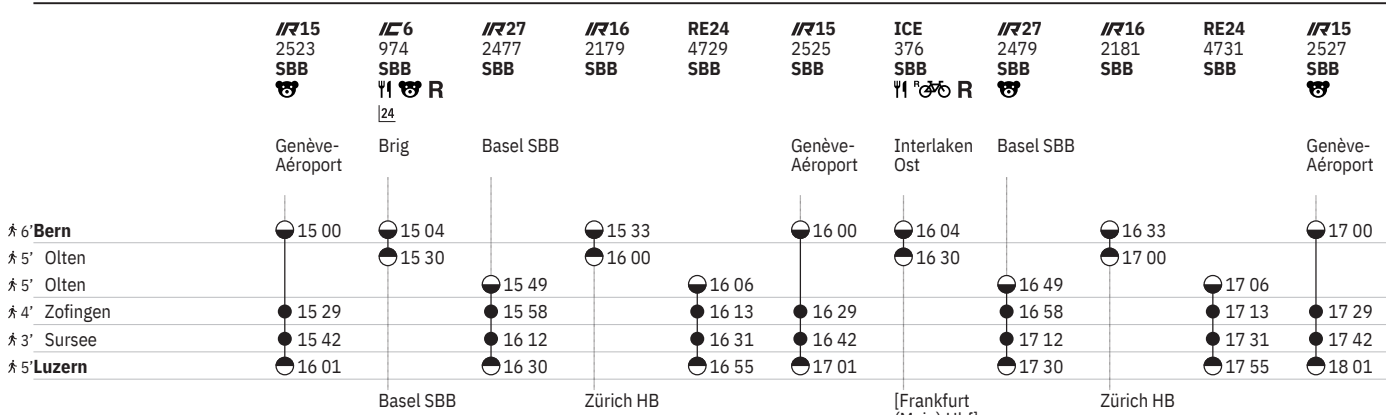 IR15 IC6 IR27 IR16 RE24 IR15 ICE IR27 IR16 RE24 IR15
2523 974 2477 2179 4729 2525 376 2479 2181 4731 2527
SBB SBB SBB SBB SBB SBB SBB SBB SBB SBB SBB
R R R
24
Genève- Brig Basel SBB Genève- Interlaken Basel SBB Genève-
Aéroport Aéroport Ost Aéroport
6' Bern 15 00 15 04 15 33 16 00 16 04 16 33 17 00
5' Olten 15 30 16 00 16 30 17 00
5' Olten 15 49 16 06 16 49 17 06
4' Zofingen 15 29 15 58 16 13 16 29 16 58 17 13 17 29
3' Sursee 15 42 16 12 16 31 16 42 17 12 17 31 17 42
5' Luzern 16 01 16 30 16 55 17 01 17 30 17 55 18 01
Basel SBB Zürich HB [Frankfurt Zürich HB